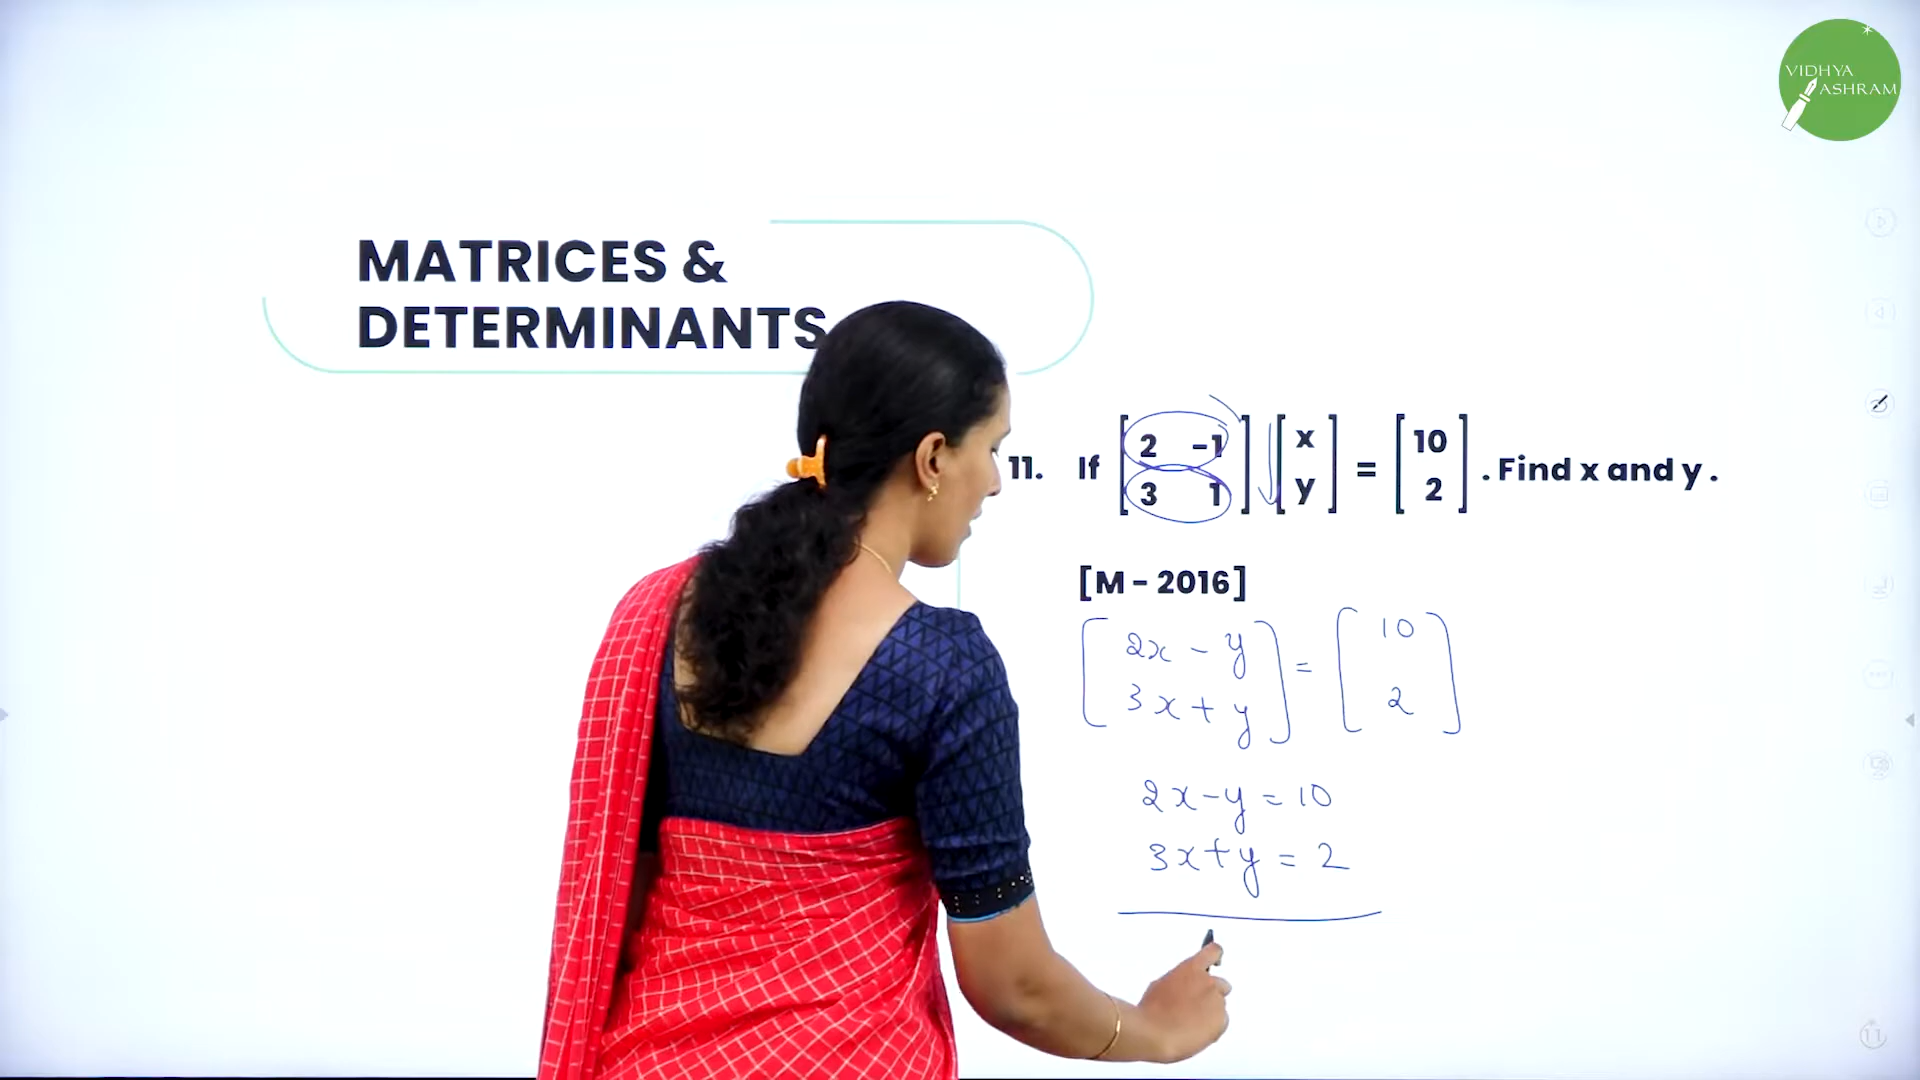 VIDHYA
ASHRAM
MATRICES &
DETERMINANTS
11. If [2 -1 3 1] [x y] = [10 2]. Find x and y.
[M - 2016]
[2x - y 3x + y] = [10 2]
2x - y = 10
3x + y = 2
11